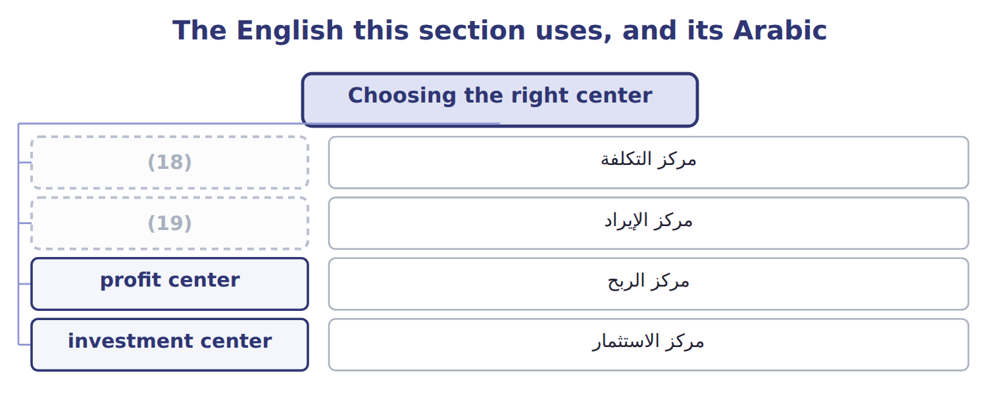 The English this section uses, and its Arabic
Choosing the right center
(18)
مركز التكلفة
(19)
مركز الإيراد
profit center
مركز الربح
investment center
مركز الاستثمار